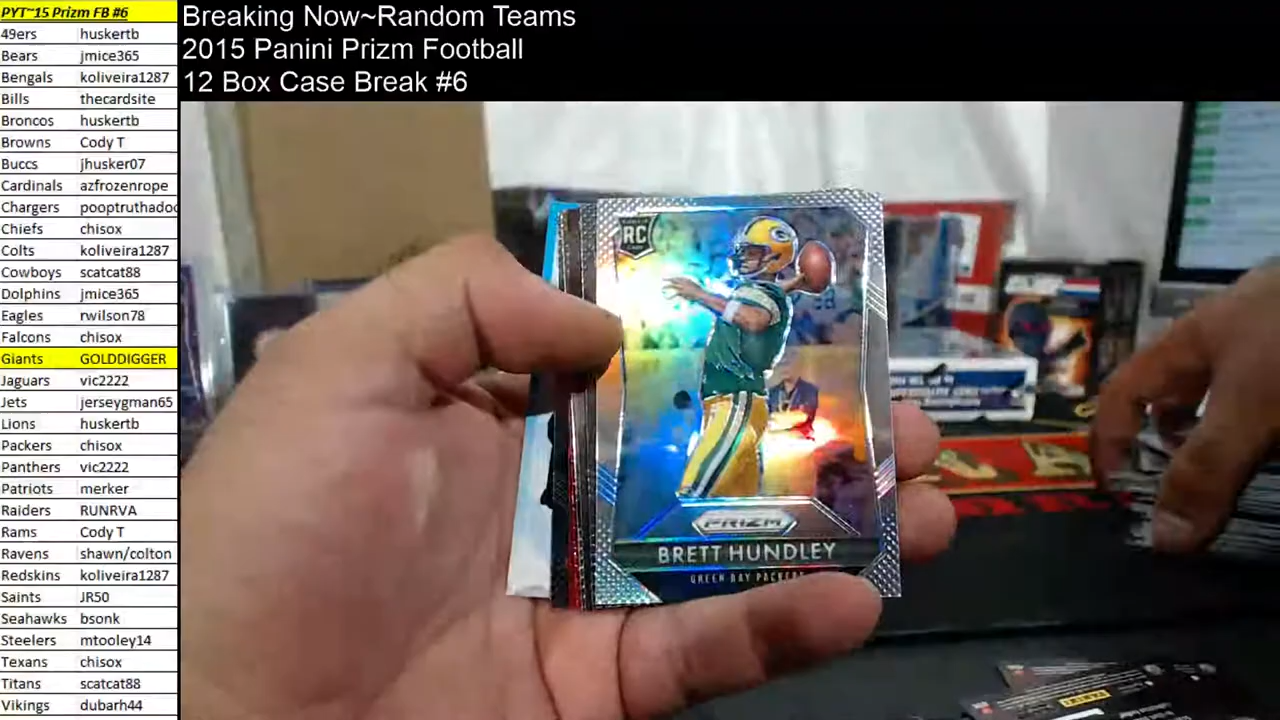 PYT~15 Prizm FB #6
49ers huskertb
Bears jmice365
Bengals koliveira1287
Bills thecardsite
Broncos huskertb
Browns Cody T
Buccs jhusker07
Cardinals azfrozenrope
Chargers pooptruthadoo
Chiefs chisox
Colts koliveira1287
Cowboys scatcat88
Dolphins jmice365
Eagles rwilson78
Falcons chisox
Giants GOLDDIGGER
Jaguars vic2222
Jets jerseygman65
Lions huskertb
Packers chisox
Panthers vic2222
Patriots merker
Raiders RUNRVA
Rams Cody T
Ravens shawn/colton
Redskins koliveira1287
Saints JR50
Seahawks bsonk
Steelers mtooley14
Texans chisox
Titans scatcat88
Vikings dubarh44
Breaking Now~Random Teams
2015 Panini Prizm Football
12 Box Case Break #6
RC
G
PRIZM
BRETT HUNDLEY
GREEN BAY PACKERS
PANINI